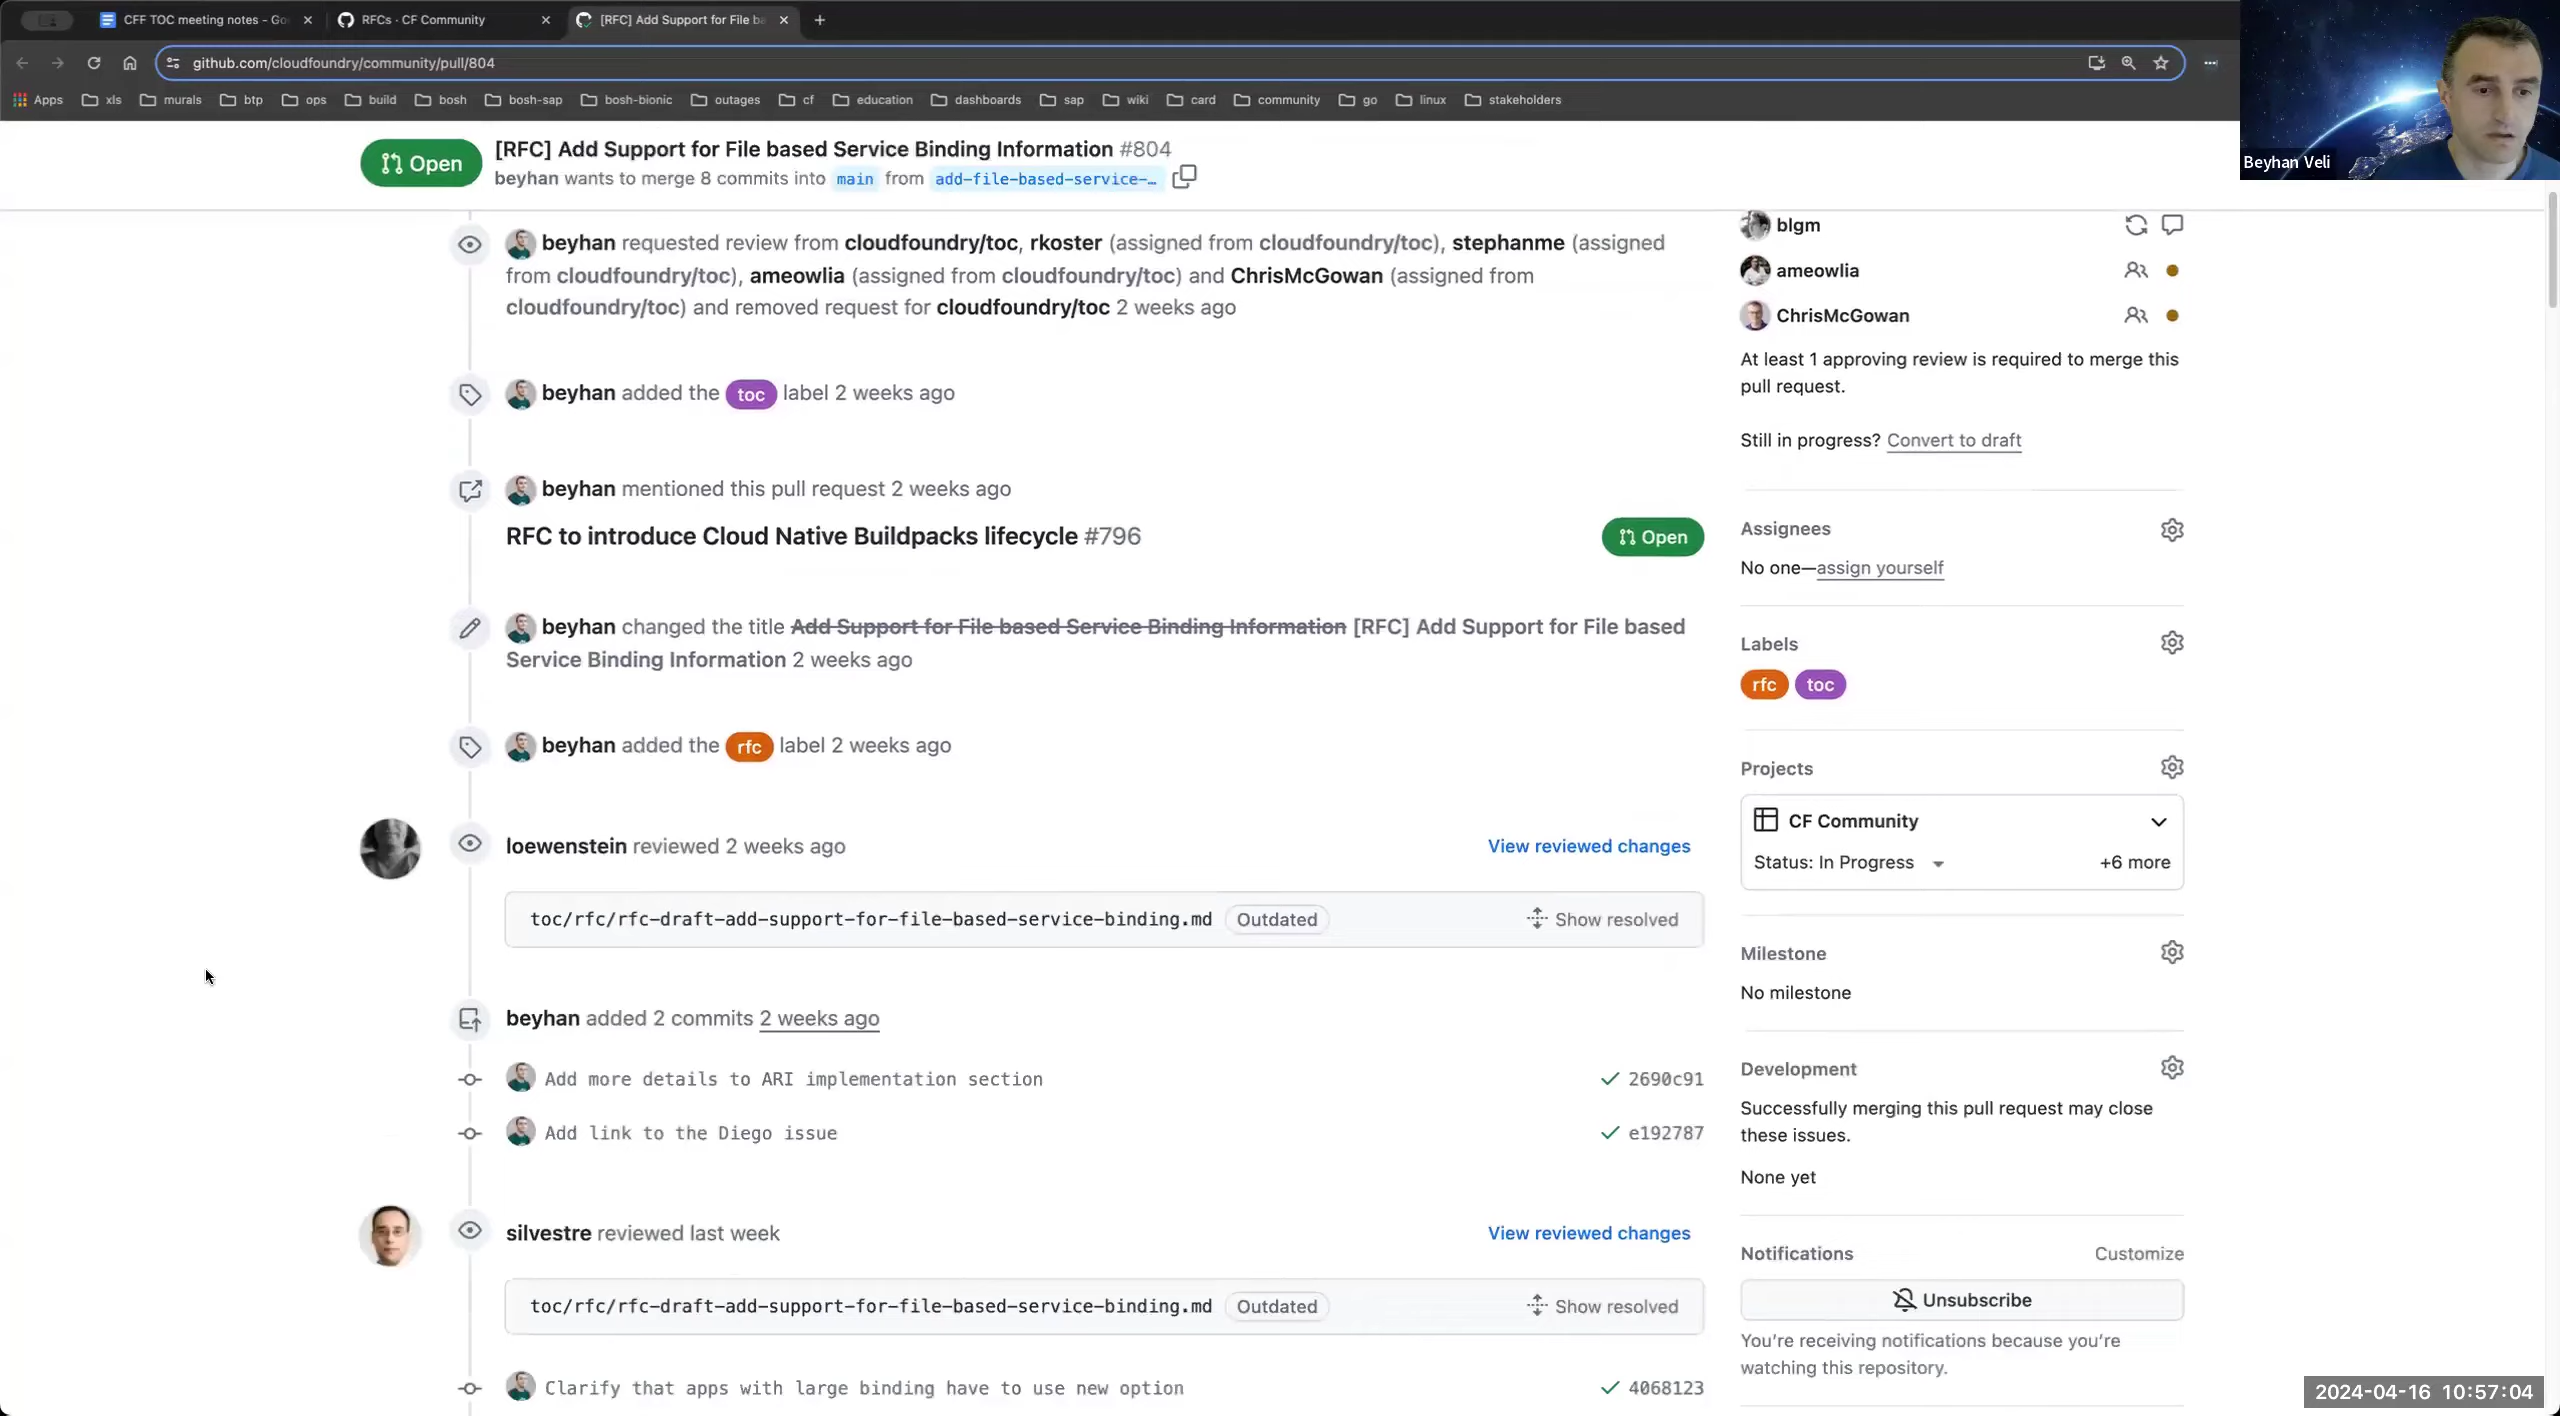 CFF TOC meeting notes - Go
RFCs · CF Community
[RFC] Add Support for File ba
github.com/cloudfoundry/community/pull/804
Apps xls murals btp ops build bosh bosh-sap bosh-bionic outages cf education dashboards sap wiki card community go linux stakeholders
Beyhan Veli
Open
[RFC] Add Support for File based Service Binding Information #804
beyhan wants to merge 8 commits into main from add-file-based-service-…
beyhan requested review from cloudfoundry/toc, rkoster (assigned from cloudfoundry/toc), stephanme (assigned
from cloudfoundry/toc), ameowlia (assigned from cloudfoundry/toc) and ChrisMcGowan (assigned from
cloudfoundry/toc) and removed request for cloudfoundry/toc 2 weeks ago
beyhan added the toc label 2 weeks ago
beyhan mentioned this pull request 2 weeks ago
RFC to introduce Cloud Native Buildpacks lifecycle #796
Open
beyhan changed the title Add Support for File based Service Binding Information [RFC] Add Support for File based
Service Binding Information 2 weeks ago
beyhan added the rfc label 2 weeks ago
loewenstein reviewed 2 weeks ago
View reviewed changes
toc/rfc/rfc-draft-add-support-for-file-based-service-binding.md Outdated
Show resolved
beyhan added 2 commits 2 weeks ago
Add more details to ARI implementation section
2690c91
Add link to the Diego issue
e192787
silvestre reviewed last week
View reviewed changes
toc/rfc/rfc-draft-add-support-for-file-based-service-binding.md Outdated
Show resolved
Clarify that apps with large binding have to use new option
4068123
blgm
ameowlia
ChrisMcGowan
At least 1 approving review is required to merge this
pull request.
Still in progress? Convert to draft
Assignees
No one—assign yourself
Labels
rfc toc
Projects
CF Community
Status: In Progress
+6 more
Milestone
No milestone
Development
Successfully merging this pull request may close
these issues.
None yet
Notifications
Customize
Unsubscribe
You're receiving notifications because you're
watching this repository.
2024-04-16 10:57:04